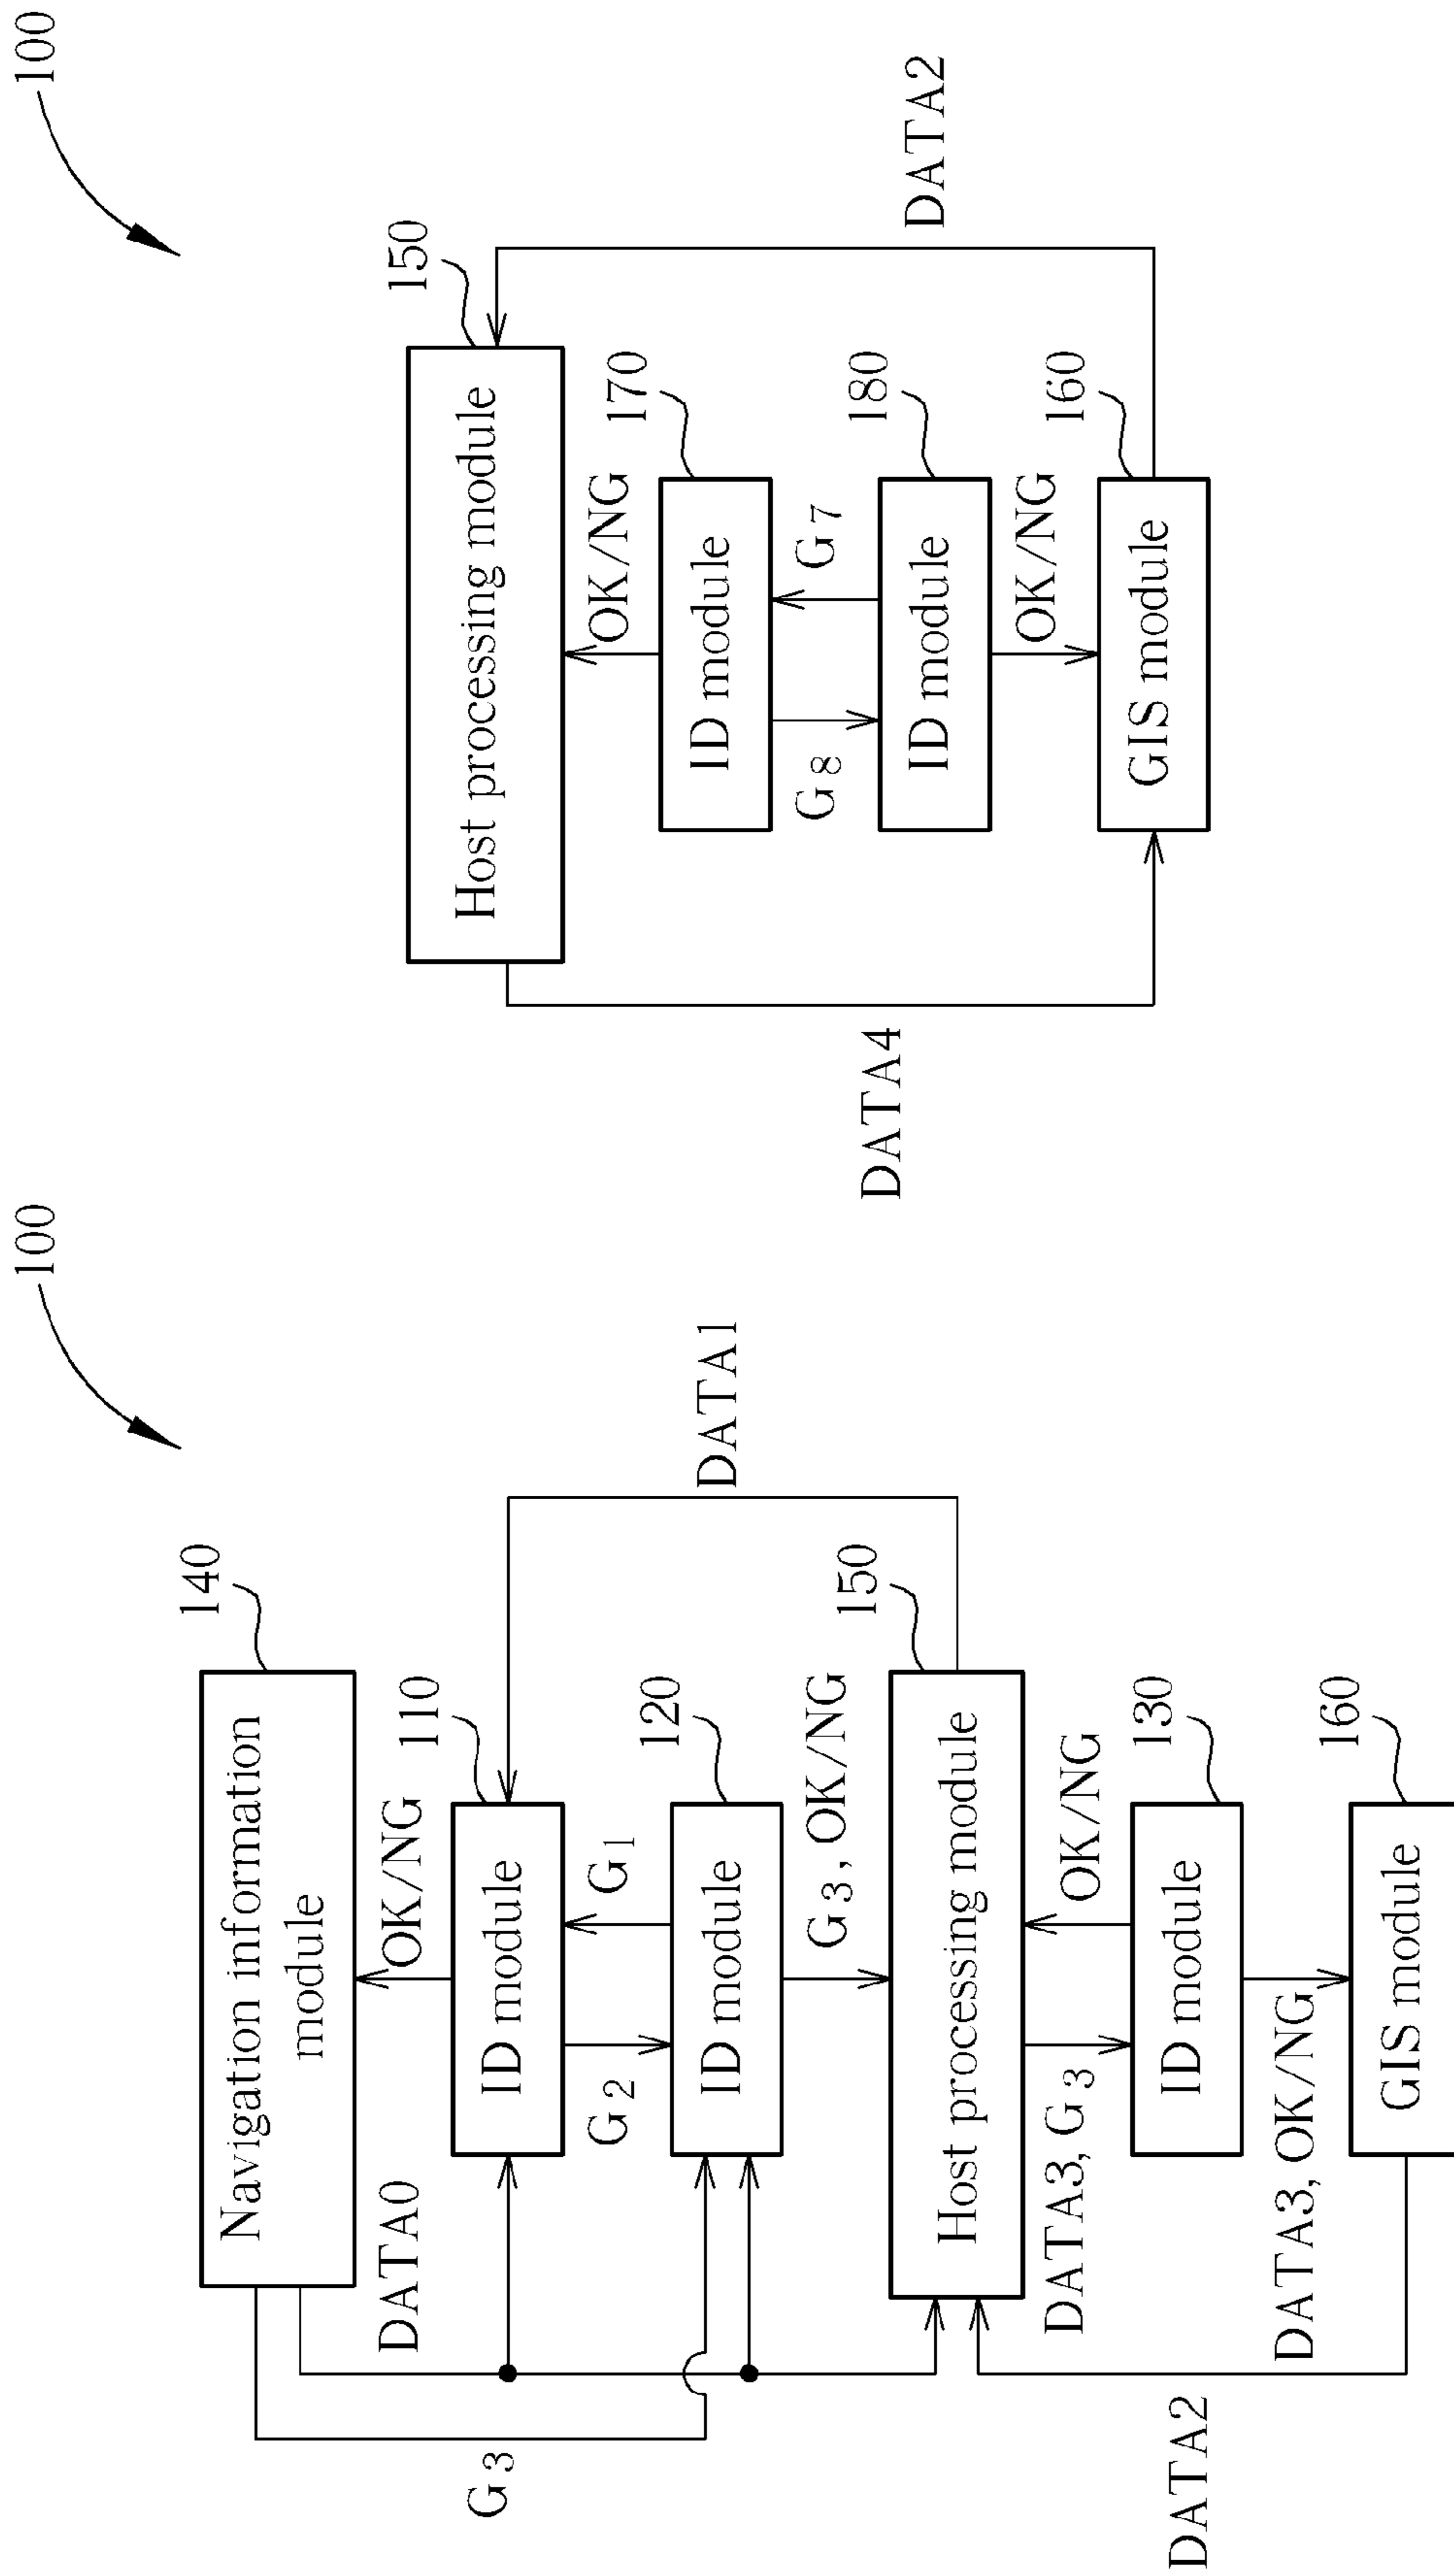 100
Navigation information
module
140
DATA0
OK/NG
110
ID module
G3
G2
G1
DATA1
120
ID module
G3, OK/NG
150
Host processing module
DATA3, G3
OK/NG
130
ID module
DATA3, OK/NG
DATA2
160
GIS module
100
150
Host processing module
OK/NG
170
ID module
G8
G7
DATA4
DATA2
180
ID module
OK/NG
160
GIS module